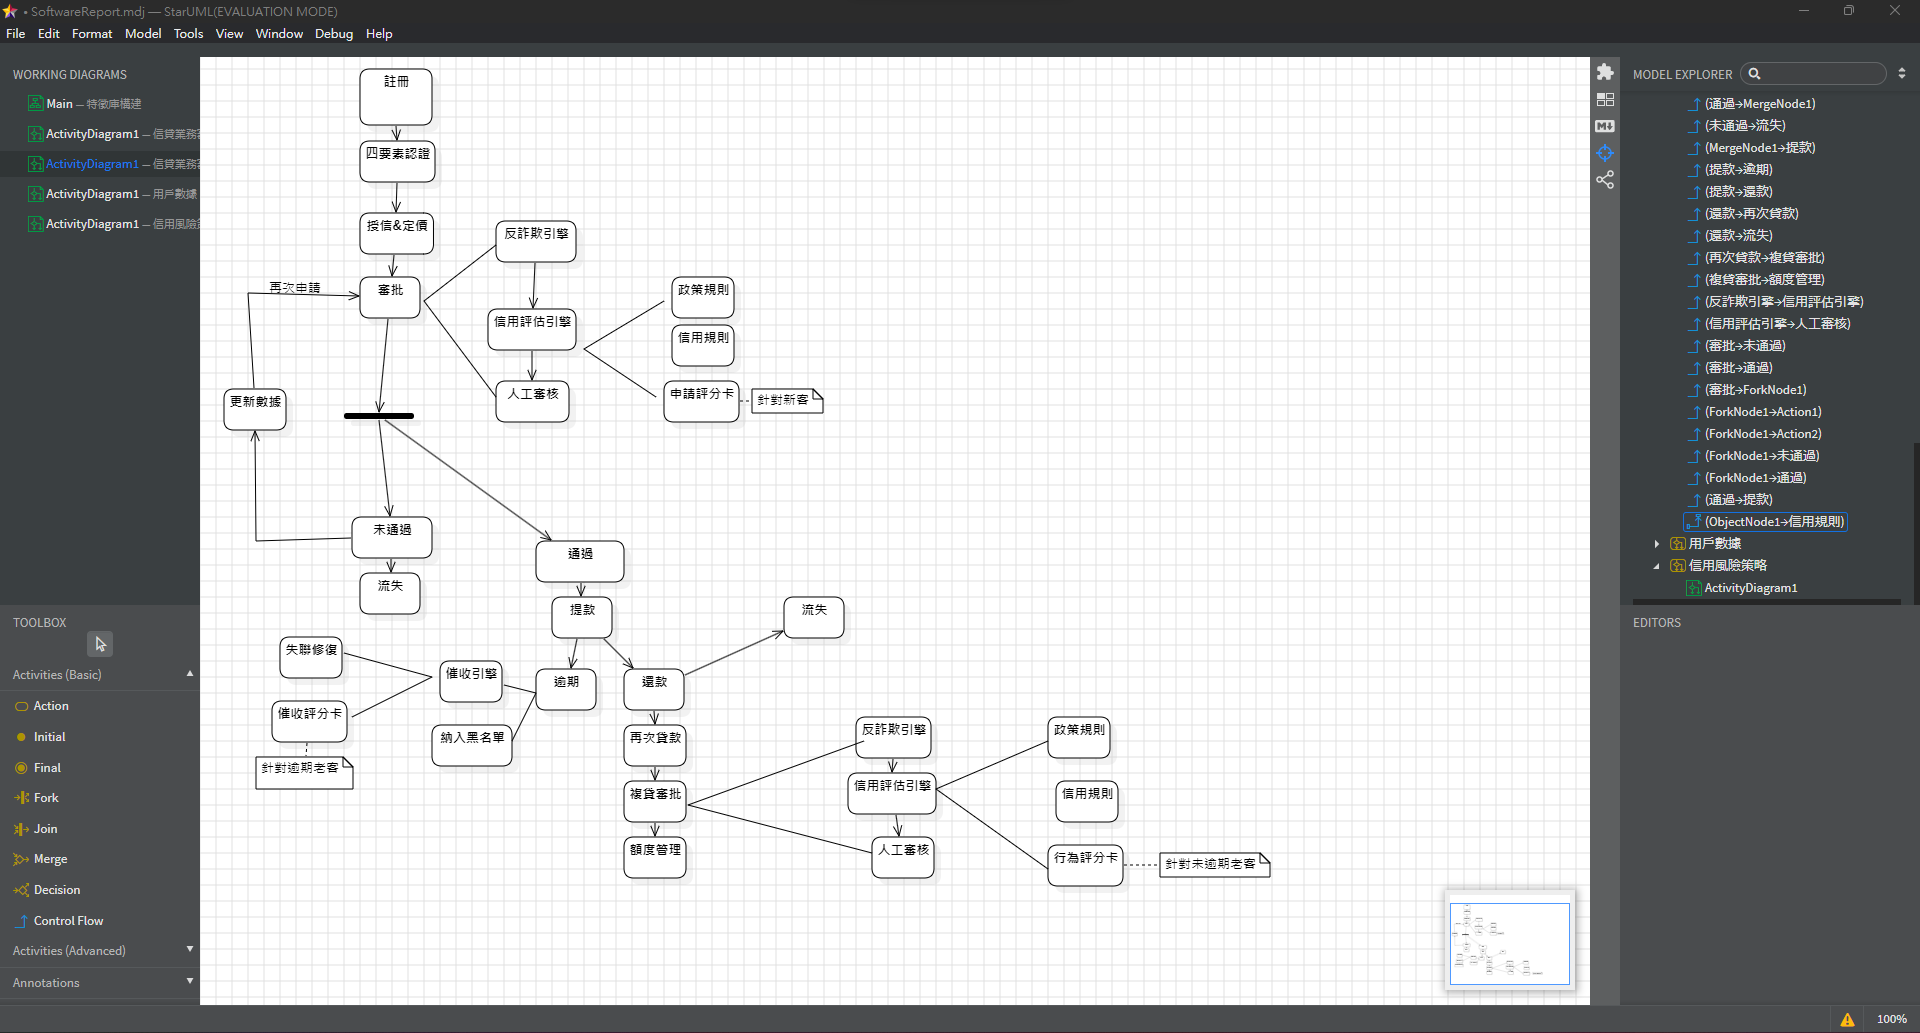 • SoftwareReport.mdj — StarUML(EVALUATION MODE)
File Edit Format Model Tools View Window Debug Help
WORKING DIAGRAMS
Main — 特徵庫構建
ActivityDiagram1 — 信貸業務
ActivityDiagram1 — 信貸業務
ActivityDiagram1 — 用戶數據
ActivityDiagram1 — 信用風險
TOOLBOX
Activities (Basic)
Action
Initial
Final
Fork
Join
Merge
Decision
Control Flow
Activities (Advanced)
Annotations
註冊
四要素認證
授信&定價
審批
再次申請
更新數據
反詐欺引擎
信用評估引擎
人工審核
政策規則
信用規則
申請評分卡
針對新客
未通過
流失
通過
提款
流失
逾期
還款
失聯修復
催收引擎
催收評分卡
納入黑名單
針對逾期老客
再次貸款
複貸審批
額度管理
反詐欺引擎
信用評估引擎
人工審核
政策規則
信用規則
行為評分卡
針對未逾期老客
MODEL EXPLORER
(通過→MergeNode1)
(未通過→流失)
(MergeNode1→提款)
(提款→逾期)
(提款→還款)
(還款→再次貸款)
(還款→流失)
(再次貸款→複貸審批)
(複貸審批→額度管理)
(反詐欺引擎→信用評估引擎)
(信用評估引擎→人工審核)
(審批→未通過)
(審批→通過)
(審批→ForkNode1)
(ForkNode1→Action1)
(ForkNode1→Action2)
(ForkNode1→未通過)
(ForkNode1→通過)
(通過→提款)
(ObjectNode1→信用規則)
用戶數據
信用風險策略
ActivityDiagram1
EDITORS
100%